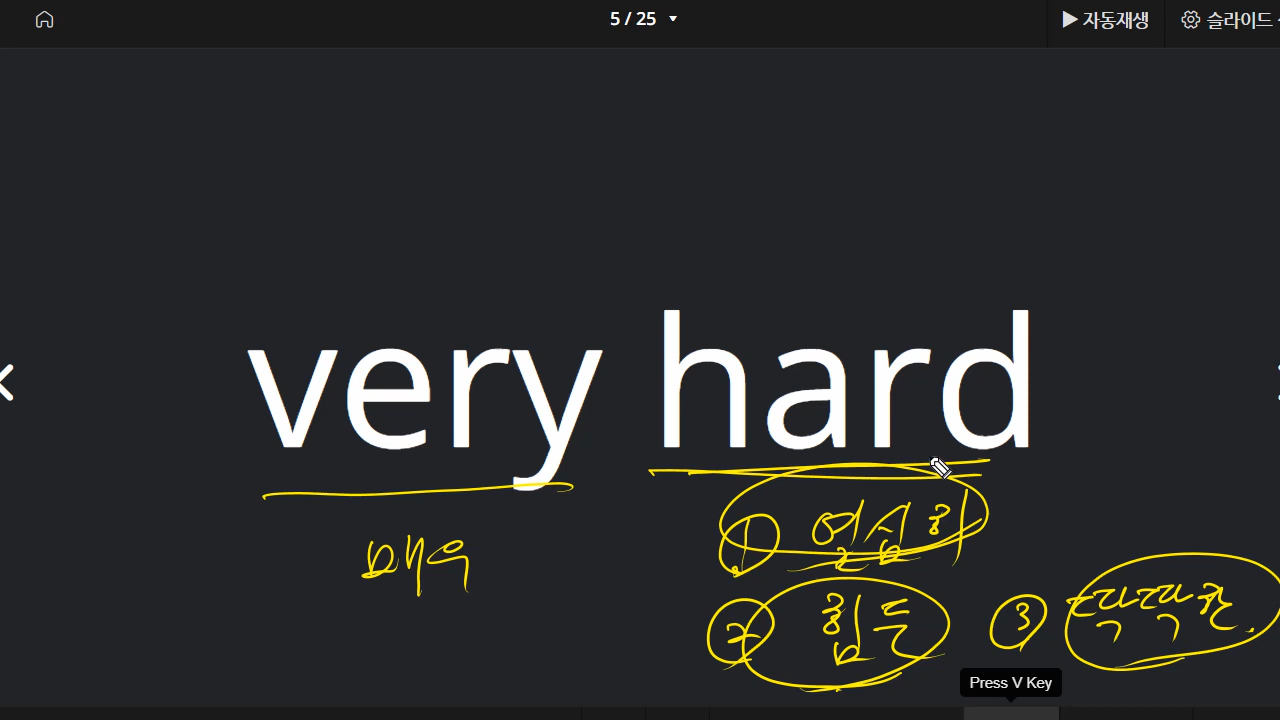 5 / 25
자동재생
슬라이드
very hard
매우
① 열심히
② 힘든 ③ 딱딱한
Press V Key